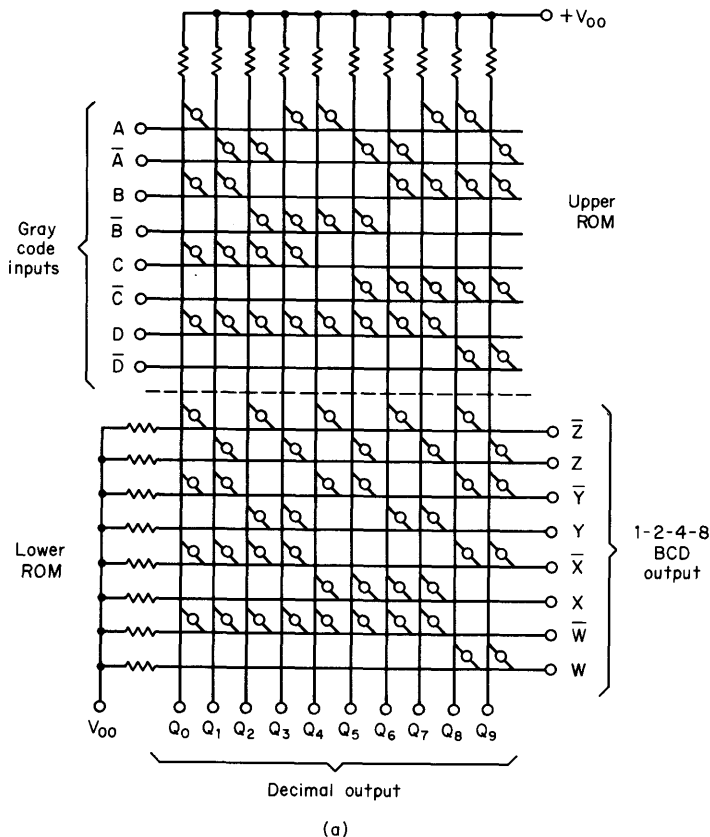 +V₀₀
A
A̅
B
B̅
C
C̅
D
D̅
Gray
code
inputs
Upper
ROM
Z̅
Z
Y̅
Y
X̅
X
W̅
W
Lower
ROM
1-2-4-8
BCD
output
V₀₀
Q₀ Q₁ Q₂ Q₃ Q₄ Q₅ Q₆ Q₇ Q₈ Q₉
Decimal output
(a)